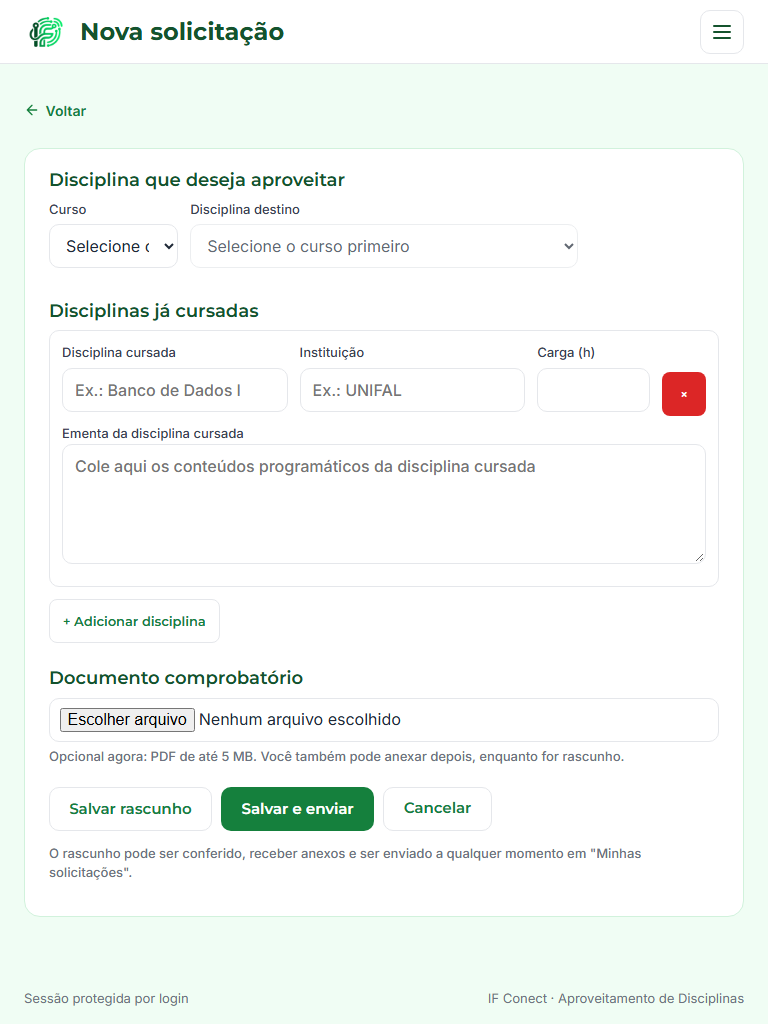 Nova solicitação
← Voltar
Disciplina que deseja aproveitar
Curso Disciplina destino
Selecione o Selecione o curso primeiro
Disciplinas já cursadas
Disciplina cursada Instituição Carga (h)
Ex.: Banco de Dados I Ex.: UNIFAL ×
Ementa da disciplina cursada
Cole aqui os conteúdos programáticos da disciplina cursada
+ Adicionar disciplina
Documento comprobatório
Escolher arquivo Nenhum arquivo escolhido
Opcional agora: PDF de até 5 MB. Você também pode anexar depois, enquanto for rascunho.
Salvar rascunho Salvar e enviar Cancelar
O rascunho pode ser conferido, receber anexos e ser enviado a qualquer momento em "Minhas
solicitações".
Sessão protegida por login IF Conect · Aproveitamento de Disciplinas